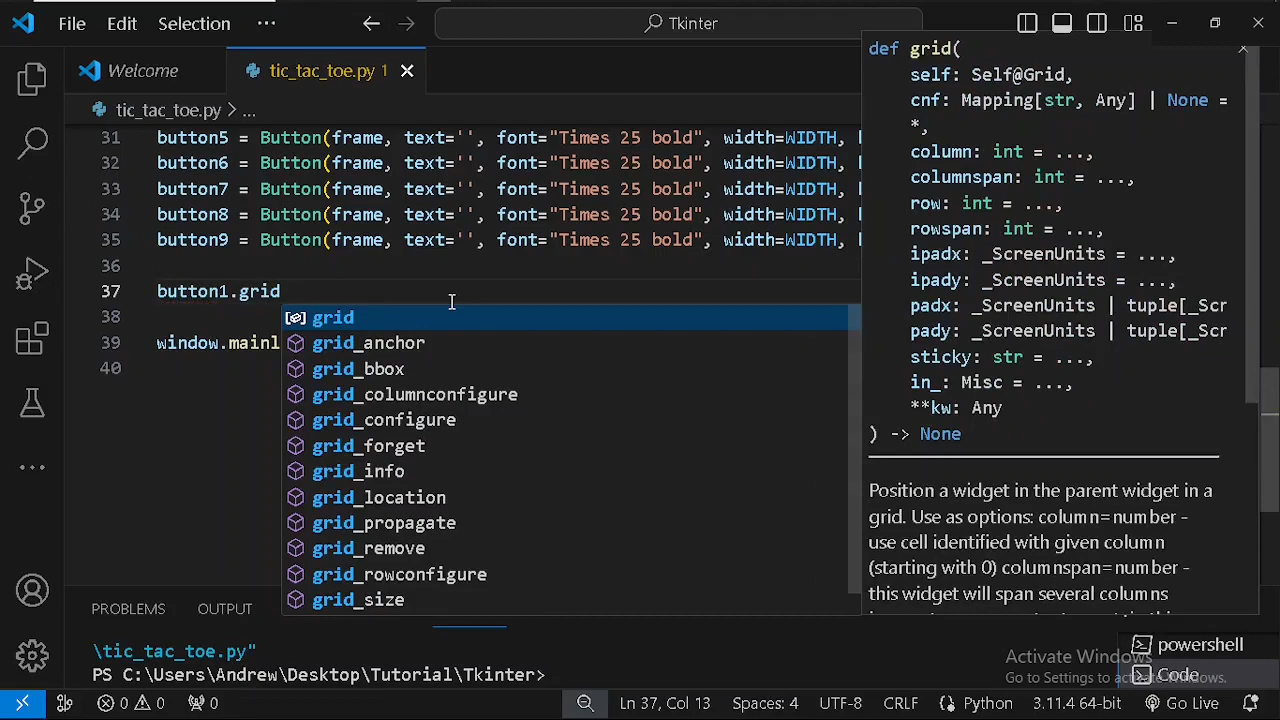 File Edit Selection ··· Tkinter
Welcome tic_tac_toe.py 1
tic_tac_toe.py > ...
31 button5 = Button(frame, text='', font="Times 25 bold", width=WIDTH,
32 button6 = Button(frame, text='', font="Times 25 bold", width=WIDTH,
33 button7 = Button(frame, text='', font="Times 25 bold", width=WIDTH,
34 button8 = Button(frame, text='', font="Times 25 bold", width=WIDTH,
35 button9 = Button(frame, text='', font="Times 25 bold", width=WIDTH,
36
37 button1.grid
38
39 window.mainl
40
grid
grid_anchor
grid_bbox
grid_columnconfigure
grid_configure
grid_forget
grid_info
grid_location
grid_propagate
grid_remove
grid_rowconfigure
grid_size
def grid(
self: Self@Grid,
cnf: Mapping[str, Any] | None =
*,
column: int = ...,
columnspan: int = ...,
row: int = ...,
rowspan: int = ...,
ipadx: _ScreenUnits = ...,
ipady: _ScreenUnits = ...,
padx: _ScreenUnits | tuple[_Scr
pady: _ScreenUnits | tuple[_Scr
sticky: str = ...,
in_: Misc = ...,
**kw: Any
) -> None
Position a widget in the parent widget in a
grid. Use as options: column=number -
use cell identified with given column
(starting with 0) columnspan=number -
this widget will span several columns
PROBLEMS OUTPUT
\tic_tac_toe.py"
PS C:\Users\Andrew\Desktop\Tutorial\Tkinter>
powershell
Code
Activate Windows
Go to Settings to activate Windows.
0 0 0 Ln 37, Col 13 Spaces: 4 UTF-8 CRLF Python 3.11.4 64-bit Go Live